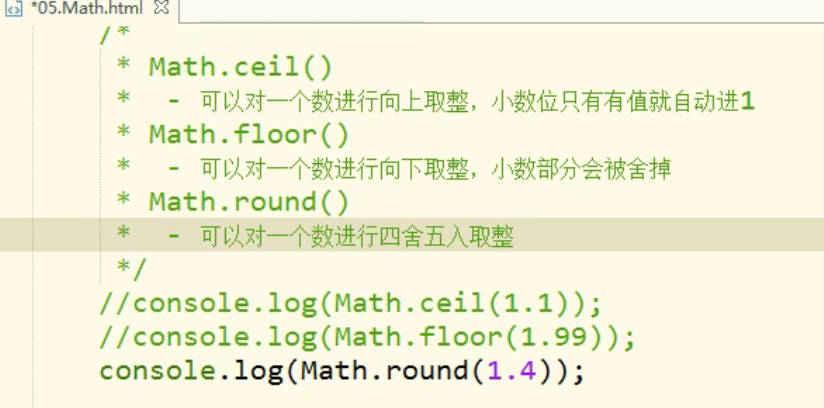 *05.Math.html
/*
* Math.ceil()
* - 可以对一个数进行向上取整，小数位只有有值就自动进1
* Math.floor()
* - 可以对一个数进行向下取整，小数部分会被舍掉
* Math.round()
* - 可以对一个数进行四舍五入取整
*/
//console.log(Math.ceil(1.1));
//console.log(Math.floor(1.99));
console.log(Math.round(1.4));